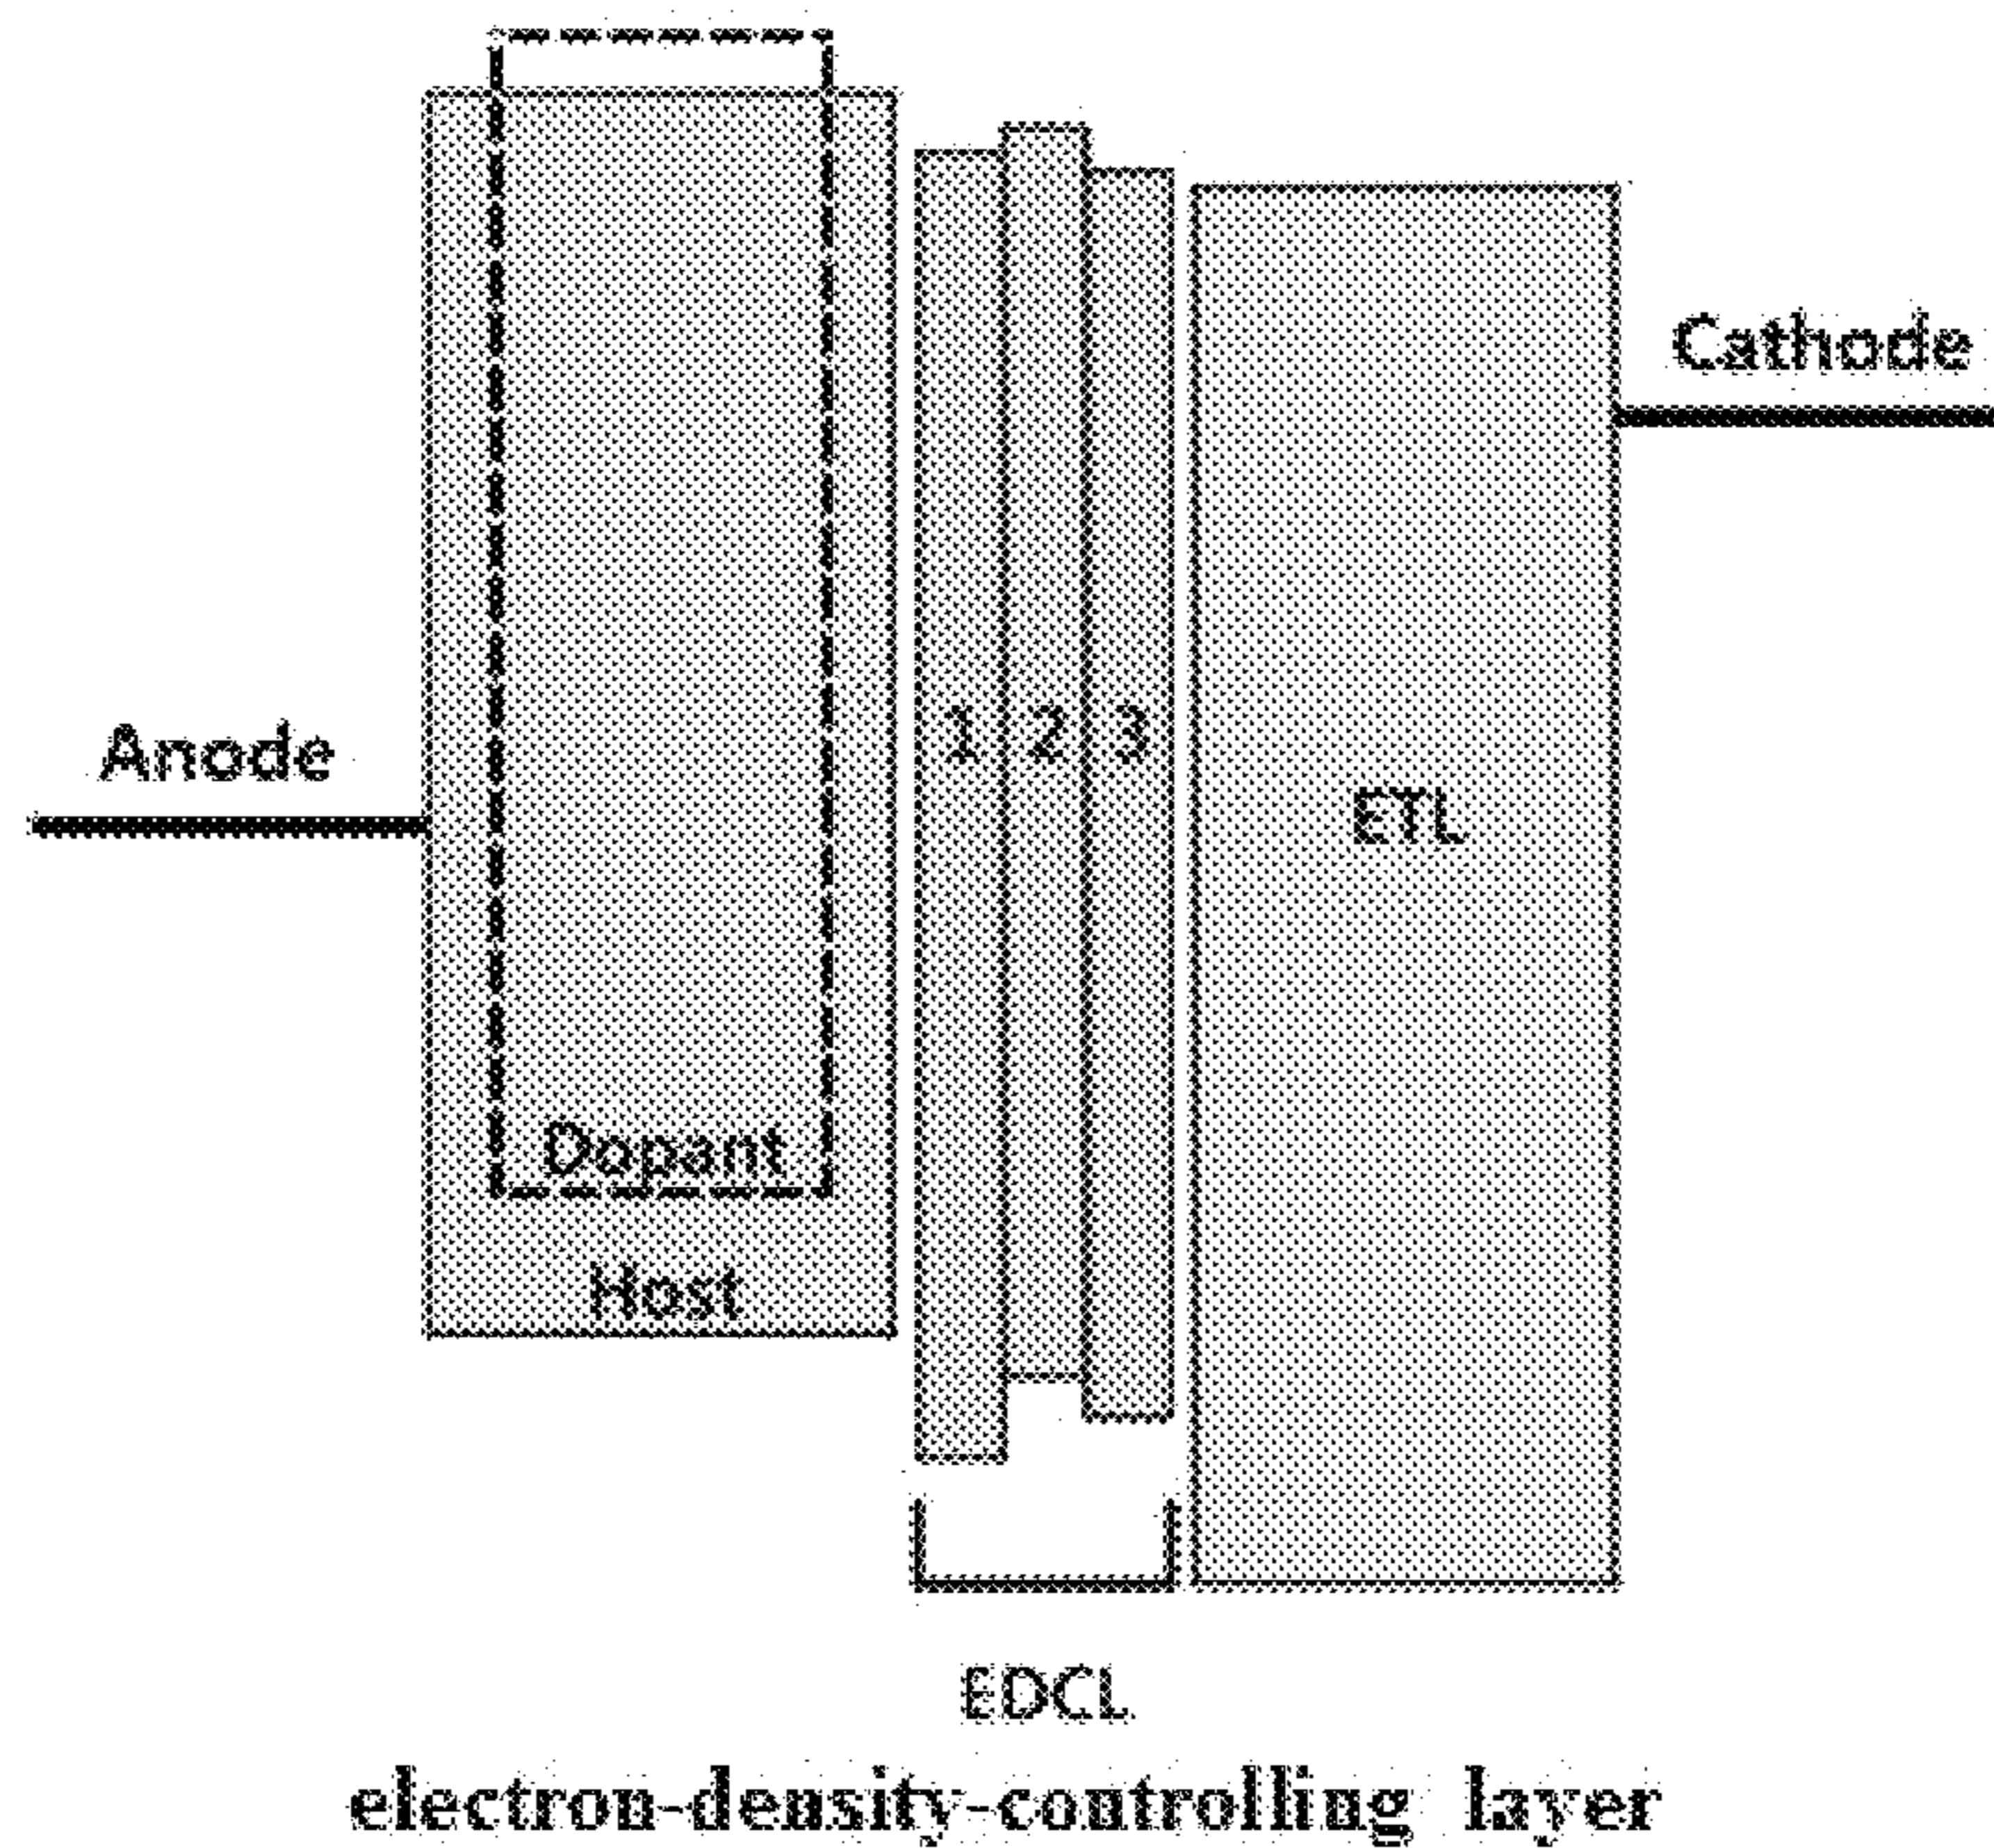 Cathode
1 2 3
Anode
ETL
Dopant
Host
EDCL
electron-density-controlling layer